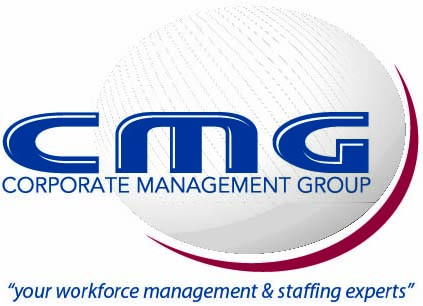 CMG
CORPORATE MANAGEMENT GROUP
“your workforce management & staffing experts”